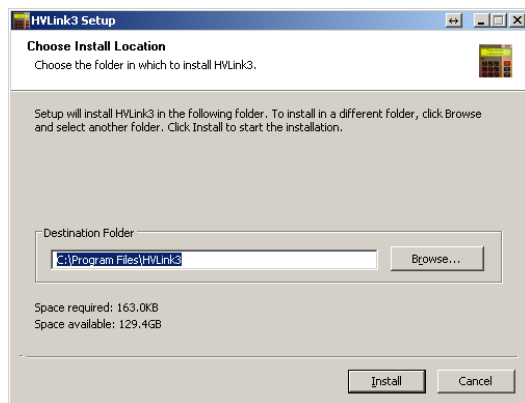 HVLink3 Setup
Choose Install Location
Choose the folder in which to install HVLink3.
Setup will install HVLink3 in the following folder. To install in a different folder, click Browse
and select another folder. Click Install to start the installation.
Destination Folder
C:\Program Files\HVLink3
Browse...
Space required: 163.0KB
Space available: 129.4GB
Install
Cancel